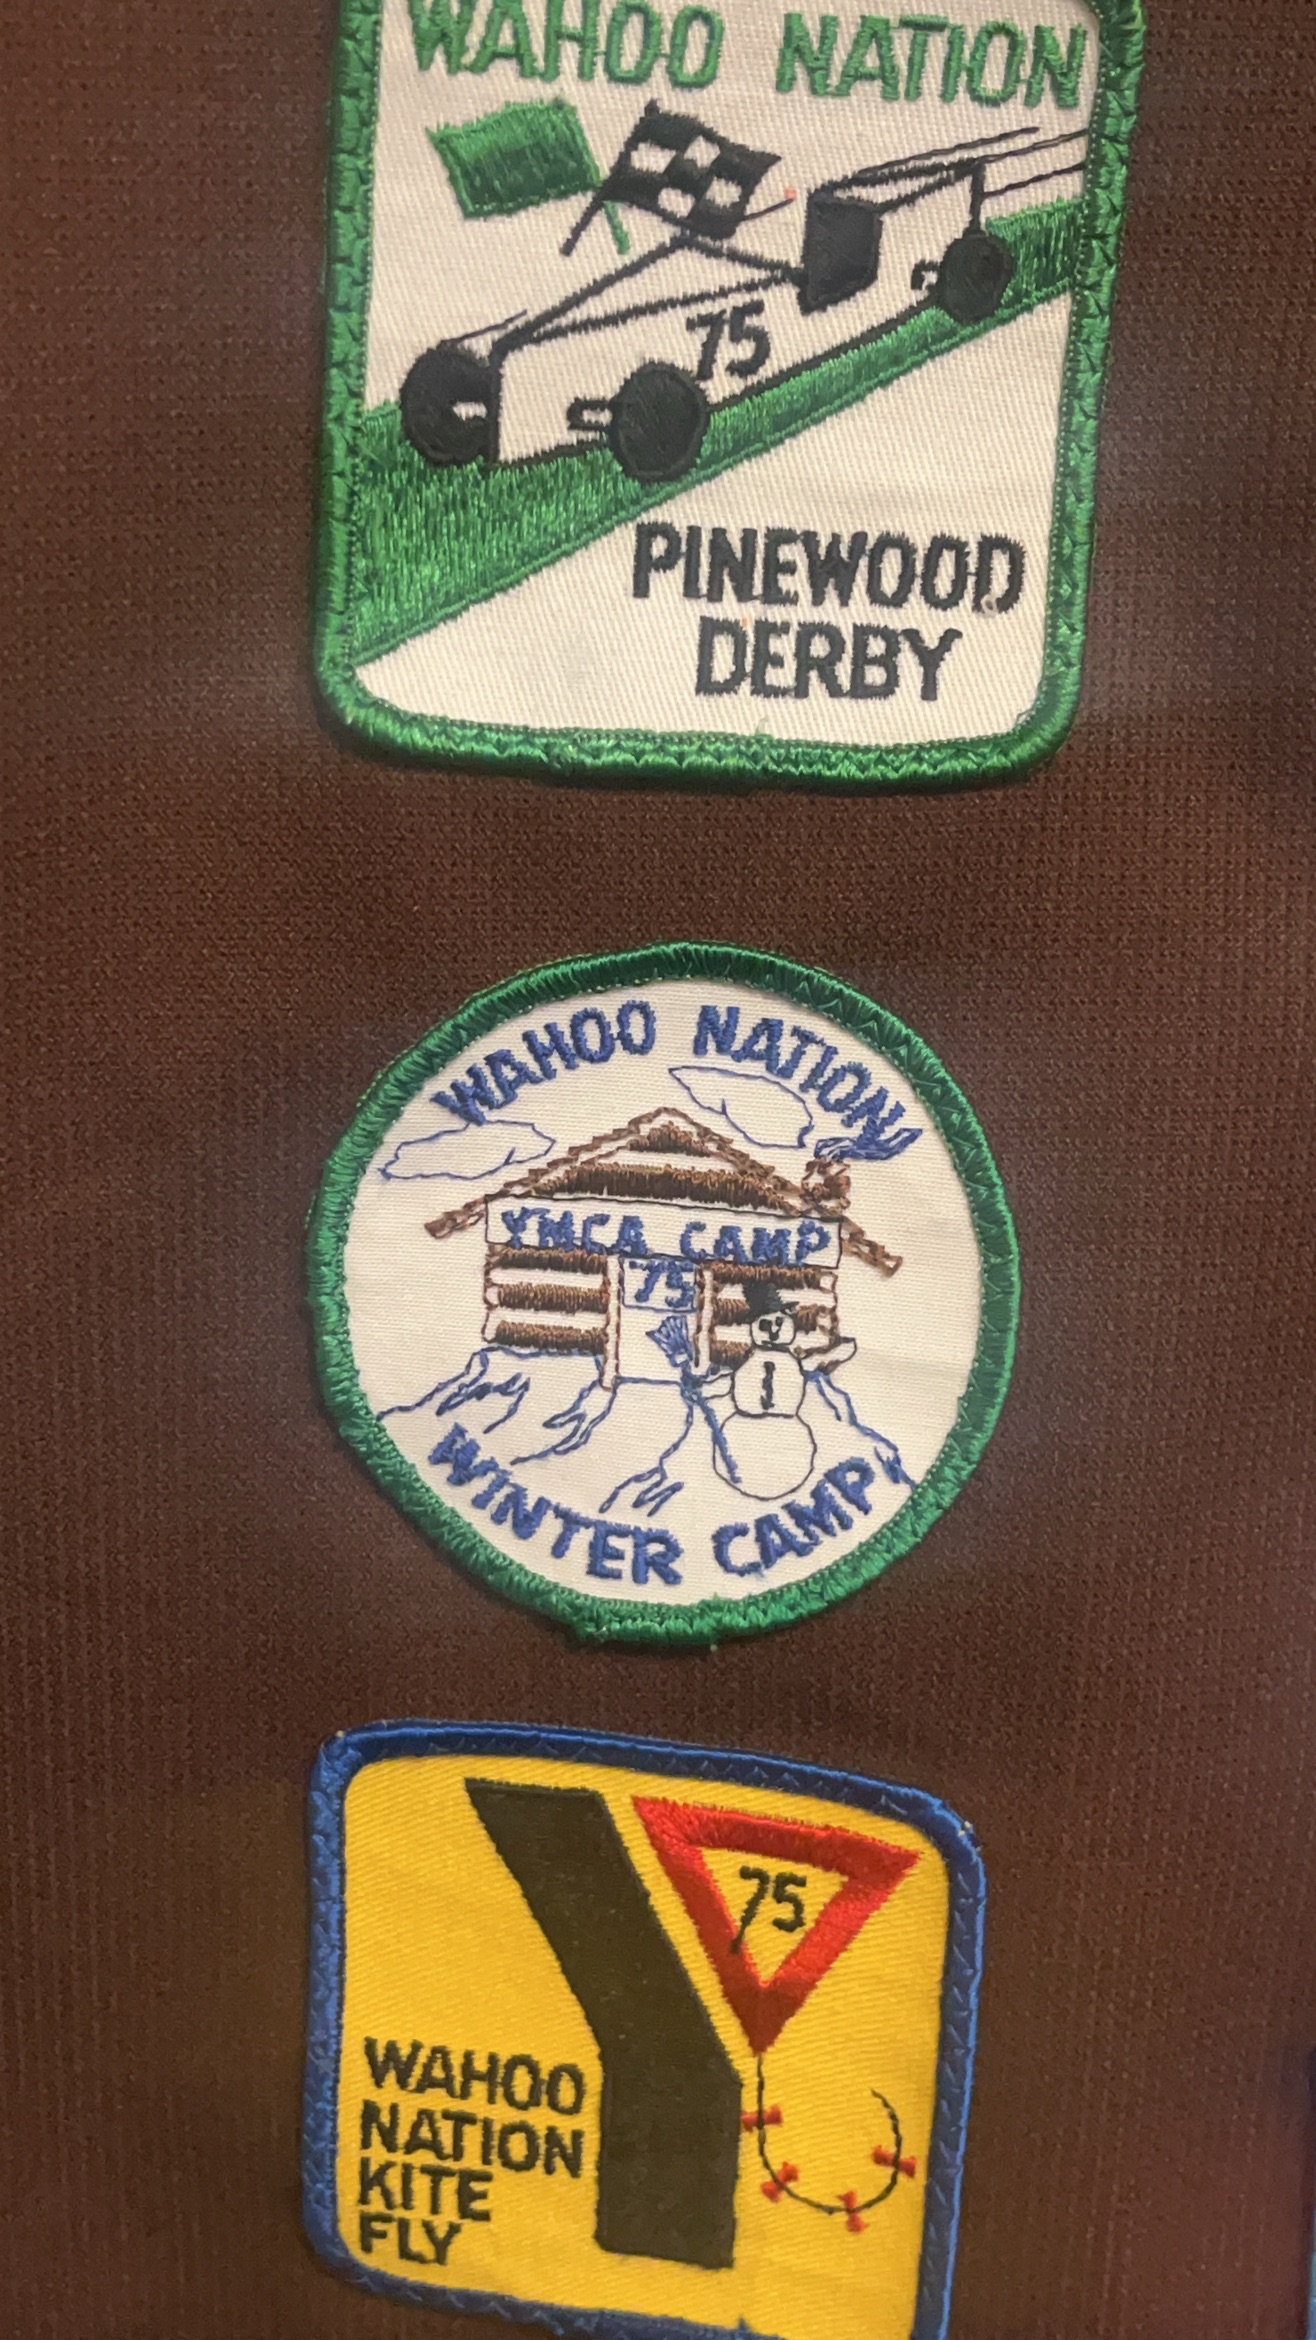 WAHOO NATION
75
PINEWOOD
DERBY
WAHOO NATION
YMCA CAMP
75
WINTER CAMP
75
WAHOO
NATION
KITE
FLY